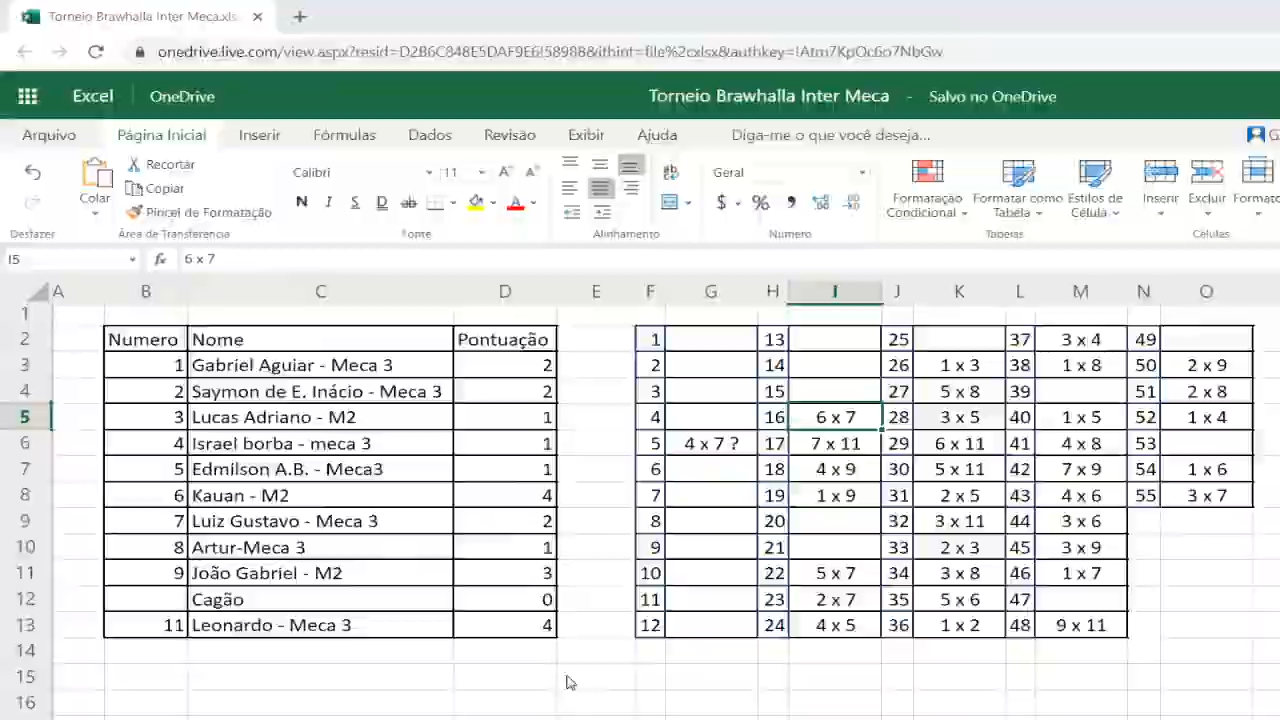 Torneio Brawhalla Inter Meca.xls
onedrive.live.com/view.aspx?resid=D2B6C848E5DAF9E6!58988&ithint=file%2cxlsx&authkey=!Atm7KpOc6o7NbGw
Excel OneDrive Torneio Brawhalla Inter Meca - Salvo no OneDrive
Arquivo Página Inicial Inserir Fórmulas Dados Revisão Exibir Ajuda Diga-me o que você deseja...
Recortar
Calibri 11 Geral
Copiar
Colar
N I S D ab A $ % 9
Formatação Condicional Formatar como Tabela Estilos de Célula Inserir Excluir Formato
Pincel de Formatação
Desfazer Área de Transferência Fonte Alinhamento Número Tabelas Células
I5 fx 6 x 7
A B C D E F G H I J K L M N O
1
2 Numero Nome Pontuação 1 13 25 37 3 x 4 49
3 1 Gabriel Aguiar - Meca 3 2 2 14 26 1 x 3 38 1 x 8 50 2 x 9
4 2 Saymon de E. Inácio - Meca 3 2 3 15 27 5 x 8 39 51 2 x 8
5 3 Lucas Adriano - M2 1 4 16 6 x 7 28 3 x 5 40 1 x 5 52 1 x 4
6 4 Israel borba - meca 3 1 5 4 x 7 ? 17 7 x 11 29 6 x 11 41 4 x 8 53
7 5 Edmilson A.B. - Meca3 1 6 18 4 x 9 30 5 x 11 42 7 x 9 54 1 x 6
8 6 Kauan - M2 4 7 19 1 x 9 31 2 x 5 43 4 x 6 55 3 x 7
9 7 Luiz Gustavo - Meca 3 2 8 20 32 3 x 11 44 3 x 6
10 8 Artur-Meca 3 1 9 21 33 2 x 3 45 3 x 9
11 9 João Gabriel - M2 3 10 22 5 x 7 34 3 x 8 46 1 x 7
12 Cagão 0 11 23 2 x 7 35 5 x 6 47
13 11 Leonardo - Meca 3 4 12 24 4 x 5 36 1 x 2 48 9 x 11
14
15
16